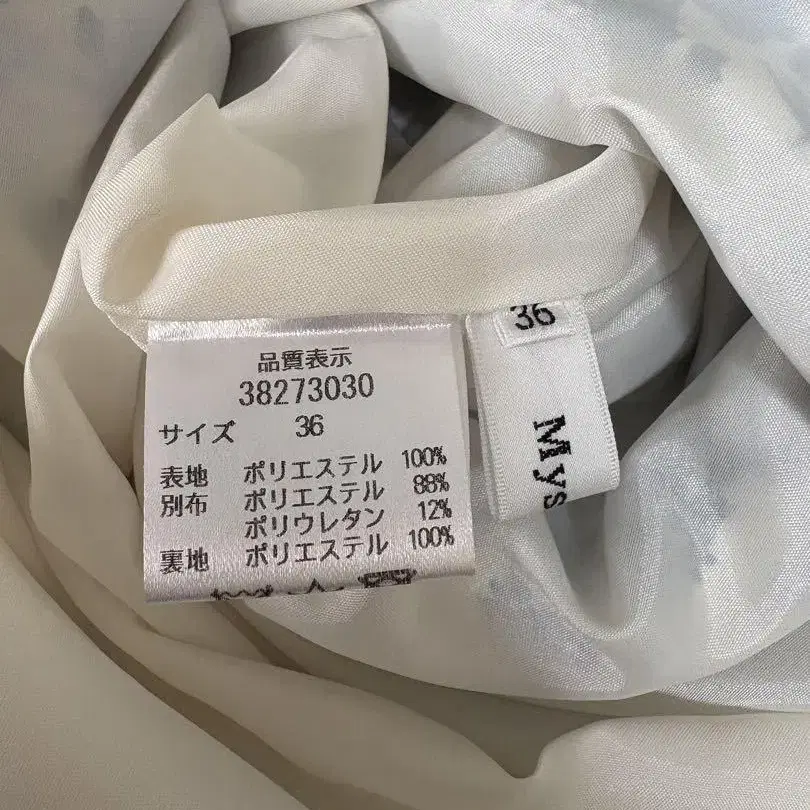 品質表示
38273030
サイズ 36
表地 ポリエステル 100%
別布 ポリエステル 88%
ポリウレタン 12%
裏地 ポリエステル 100%
36
Mys